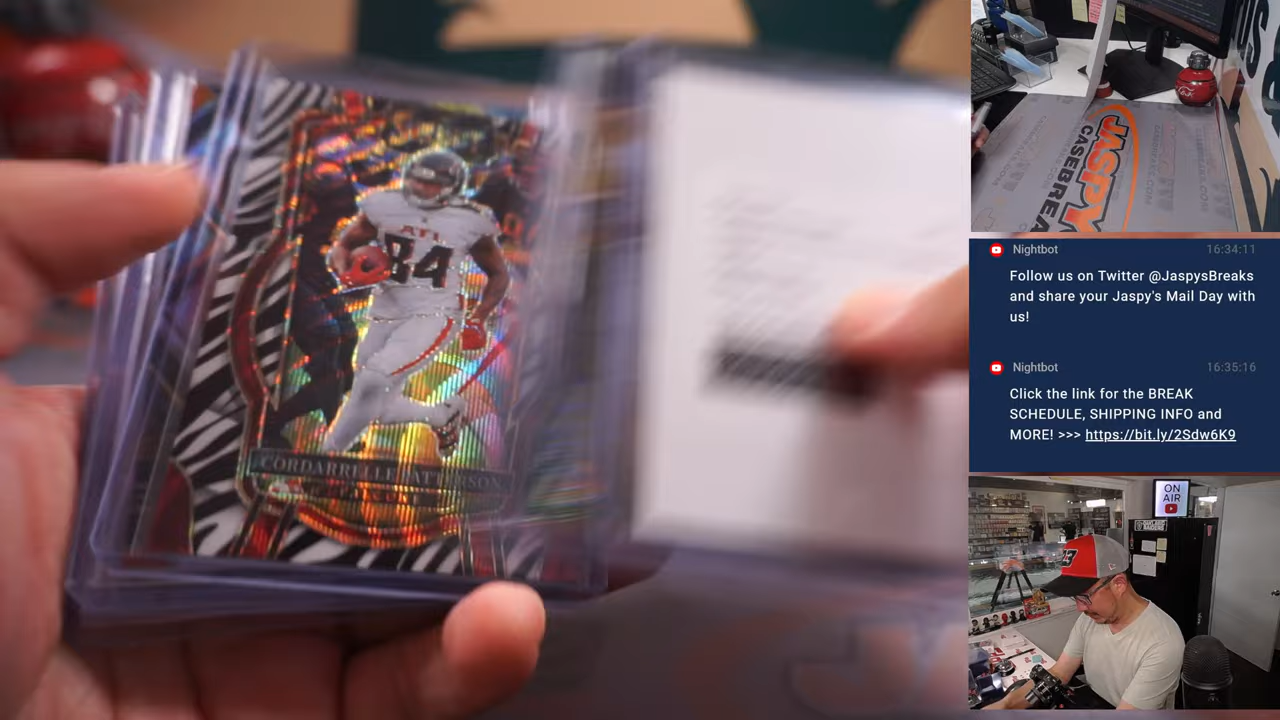 ATL
84
CORDARRELLE PATTERSON
JASPY
CASEBREA
Nightbot 16:34:11
Follow us on Twitter @JaspysBreaks
and share your Jaspy's Mail Day with
us!
Nightbot 16:35:16
Click the link for the BREAK
SCHEDULE, SHIPPING INFO and
MORE! >>> https://bit.ly/2Sdw6K9
ON
AIR